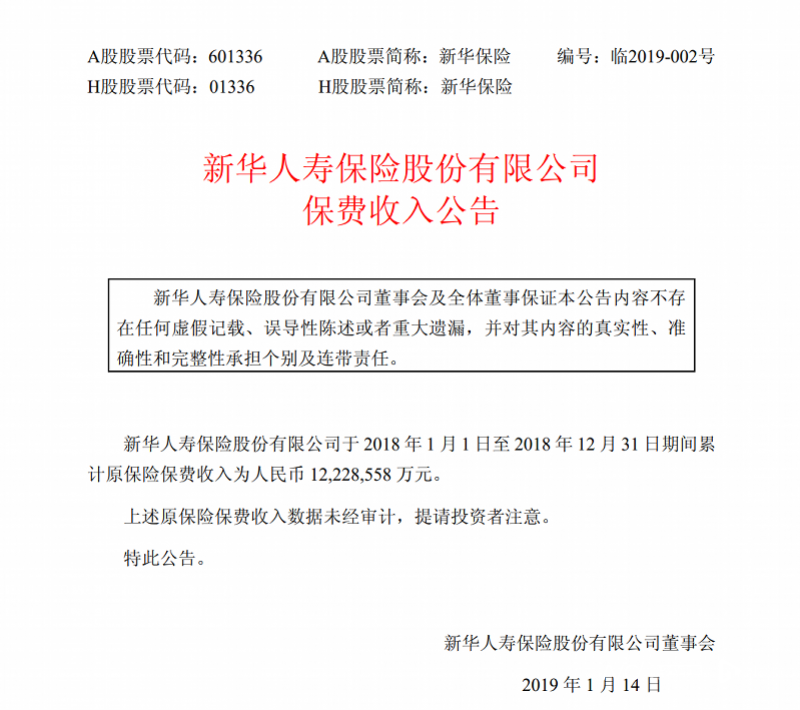 A股股票代码：601336 A股股票简称：新华保险 编号：临2019-002号
H股股票代码：01336 H股股票简称：新华保险
新华人寿保险股份有限公司
保费收入公告
新华人寿保险股份有限公司董事会及全体董事保证本公告内容不存
在任何虚假记载、误导性陈述或者重大遗漏，并对其内容的真实性、准
确性和完整性承担个别及连带责任。
新华人寿保险股份有限公司于 2018 年 1 月 1 日至 2018 年 12 月 31 日期间累
计原保险保费收入为人民币 12,228,558 万元。
上述原保险保费收入数据未经审计，提请投资者注意。
特此公告。
新华人寿保险股份有限公司董事会
2019 年 1 月 14 日